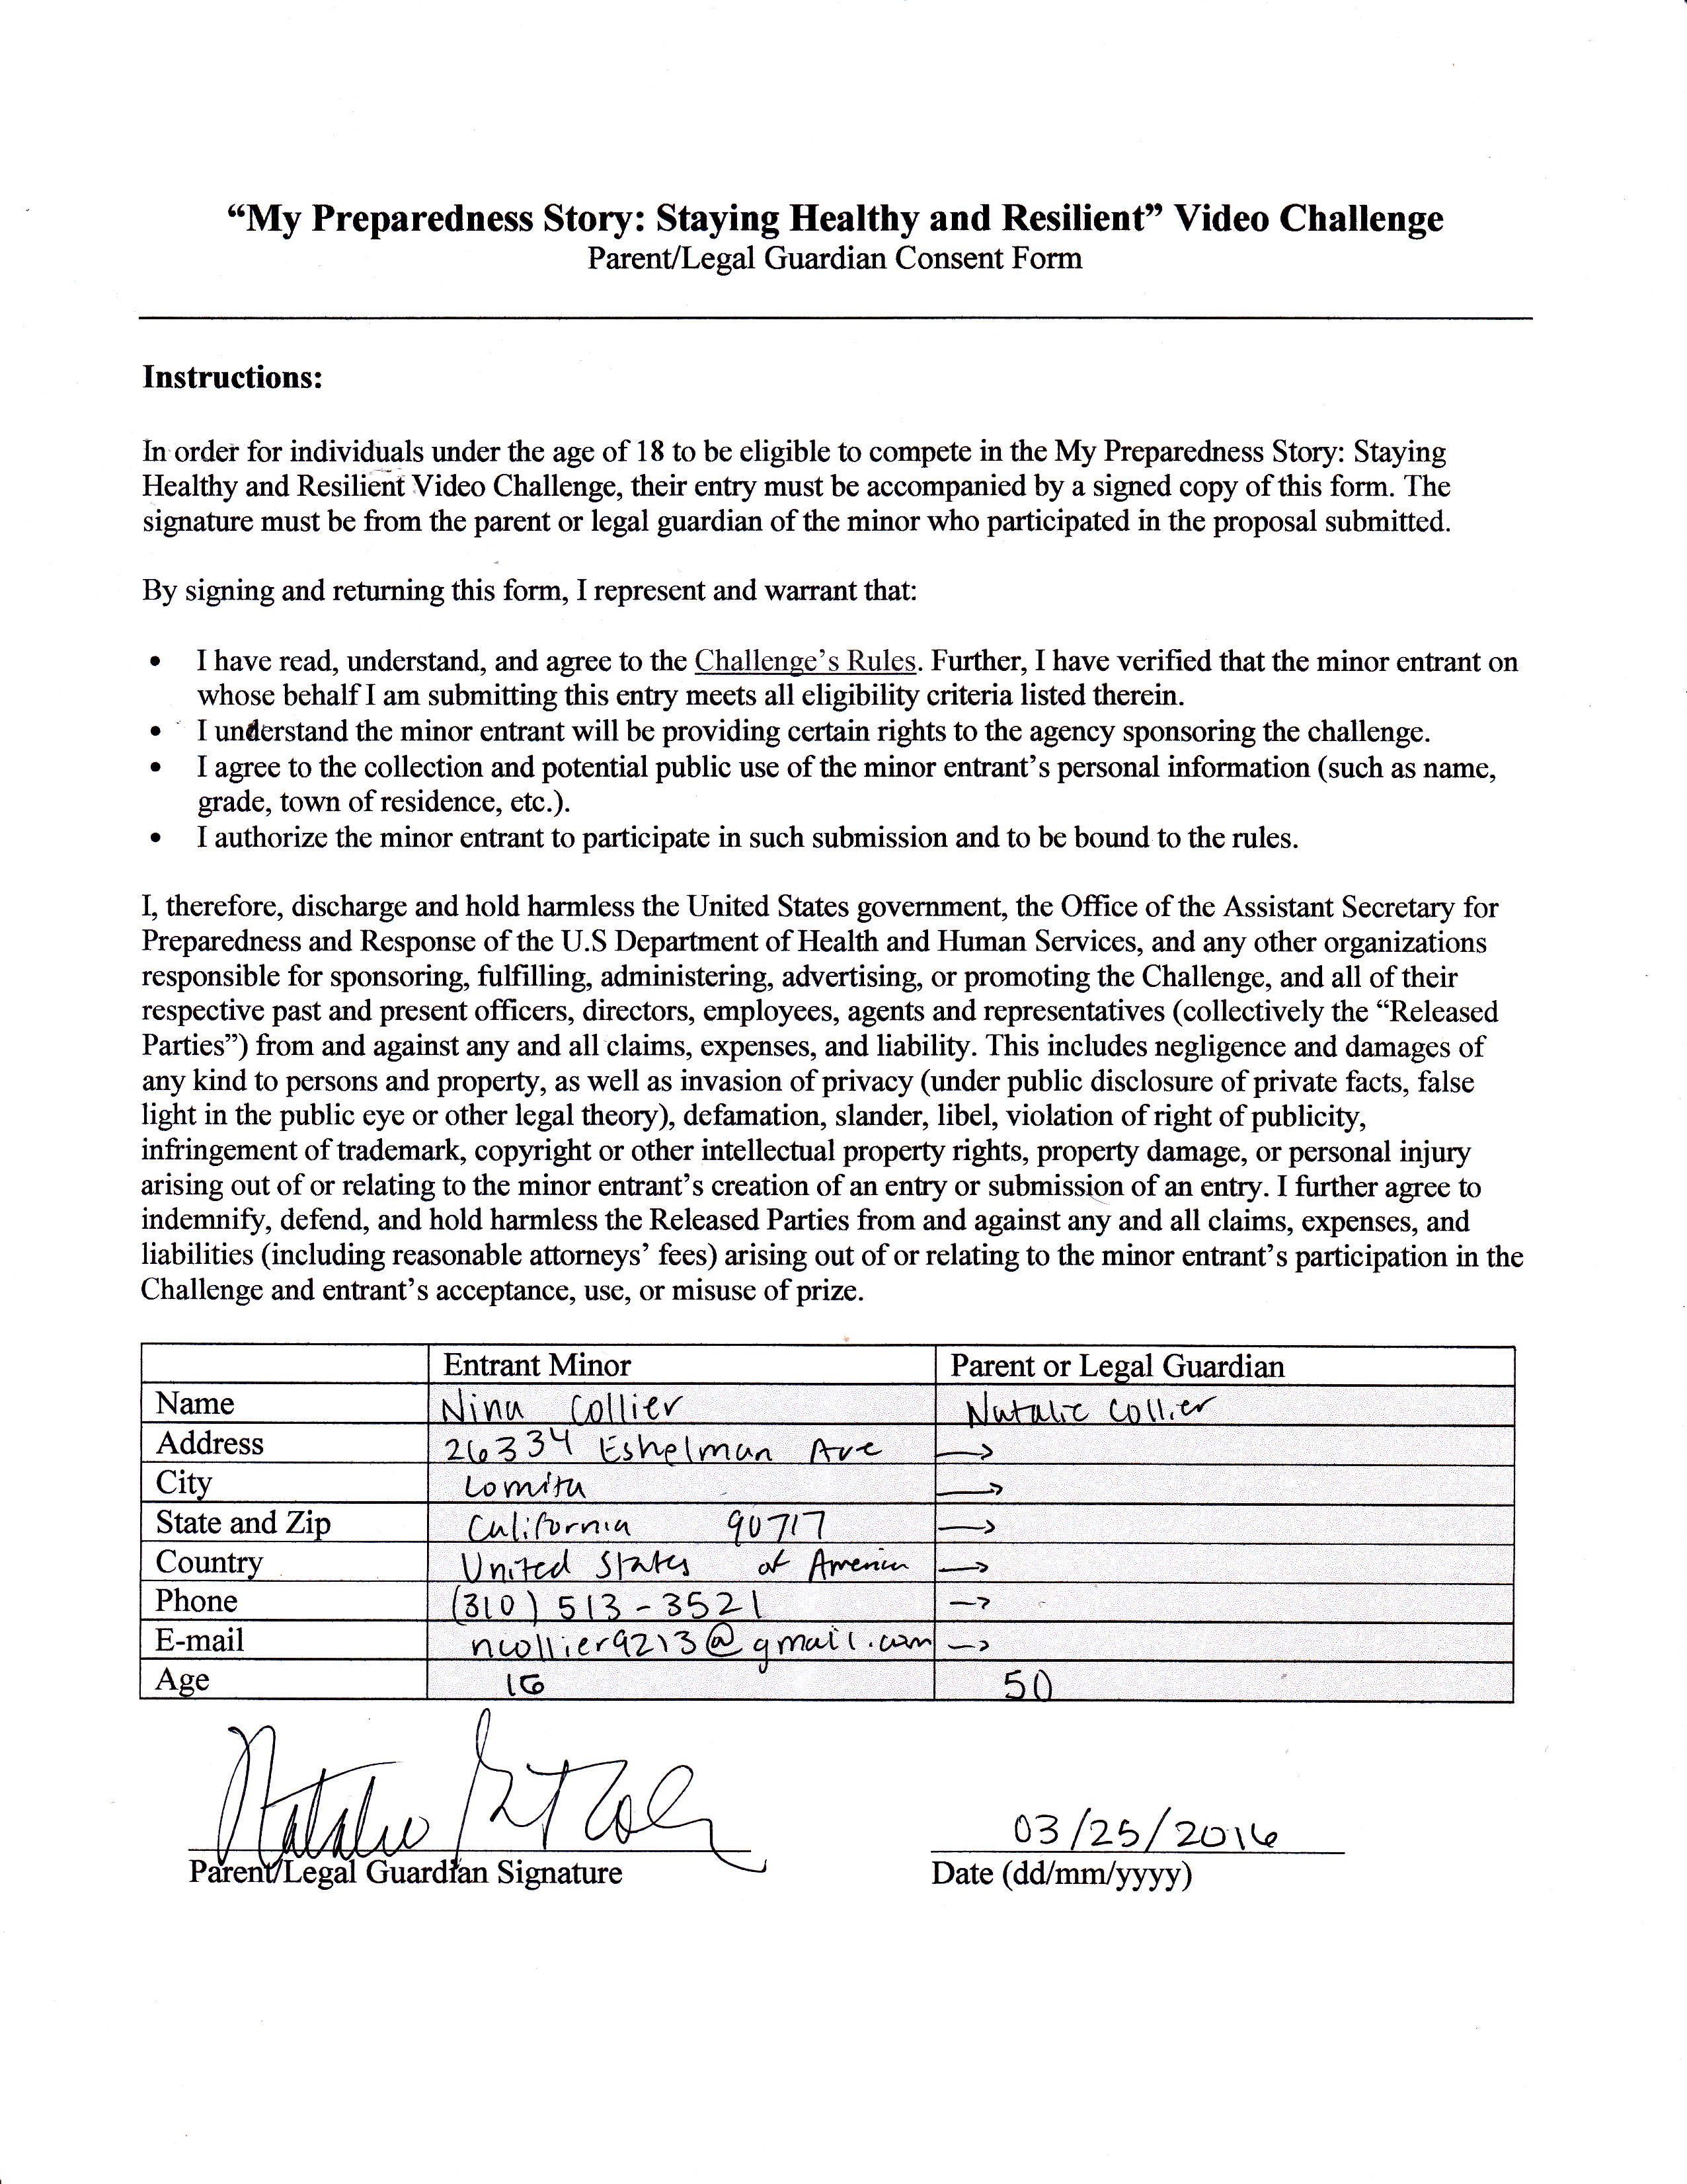 “My Preparedness Story: Staying Healthy and Resilient” Video Challenge
Parent/Legal Guardian Consent Form
Instructions:
In order for individuals under the age of 18 to be eligible to compete in the My Preparedness Story: Staying
Healthy and Resilient Video Challenge, their entry must be accompanied by a signed copy of this form. The
signature must be from the parent or legal guardian of the minor who participated in the proposal submitted.
By signing and returning this form, I represent and warrant that:
• I have read, understand, and agree to the Challenge’s Rules. Further, I have verified that the minor entrant on
whose behalf I am submitting this entry meets all eligibility criteria listed therein.
• I understand the minor entrant will be providing certain rights to the agency sponsoring the challenge.
• I agree to the collection and potential public use of the minor entrant’s personal information (such as name,
grade, town of residence, etc.).
• I authorize the minor entrant to participate in such submission and to be bound to the rules.
I, therefore, discharge and hold harmless the United States government, the Office of the Assistant Secretary for
Preparedness and Response of the U.S Department of Health and Human Services, and any other organizations
responsible for sponsoring, fulfilling, administering, advertising, or promoting the Challenge, and all of their
respective past and present officers, directors, employees, agents and representatives (collectively the “Released
Parties”) from and against any and all claims, expenses, and liability. This includes negligence and damages of
any kind to persons and property, as well as invasion of privacy (under public disclosure of private facts, false
light in the public eye or other legal theory), defamation, slander, libel, violation of right of publicity,
infringement of trademark, copyright or other intellectual property rights, property damage, or personal injury
arising out of or relating to the minor entrant’s creation of an entry or submission of an entry. I further agree to
indemnify, defend, and hold harmless the Released Parties from and against any and all claims, expenses, and
liabilities (including reasonable attorneys’ fees) arising out of or relating to the minor entrant’s participation in the
Challenge and entrant’s acceptance, use, or misuse of prize.
Entrant Minor Parent or Legal Guardian
Name Nina Collier Natalie Collier
Address 26334 Eshelman Ave →
City Lomita →
State and Zip California 90717 →
Country United States of America →
Phone (310) 513-3521 →
E-mail ncollier9213@gmail.com →
Age 16 50
Natalie
03/25/2016
Parent/Legal Guardian Signature Date (dd/mm/yyyy)